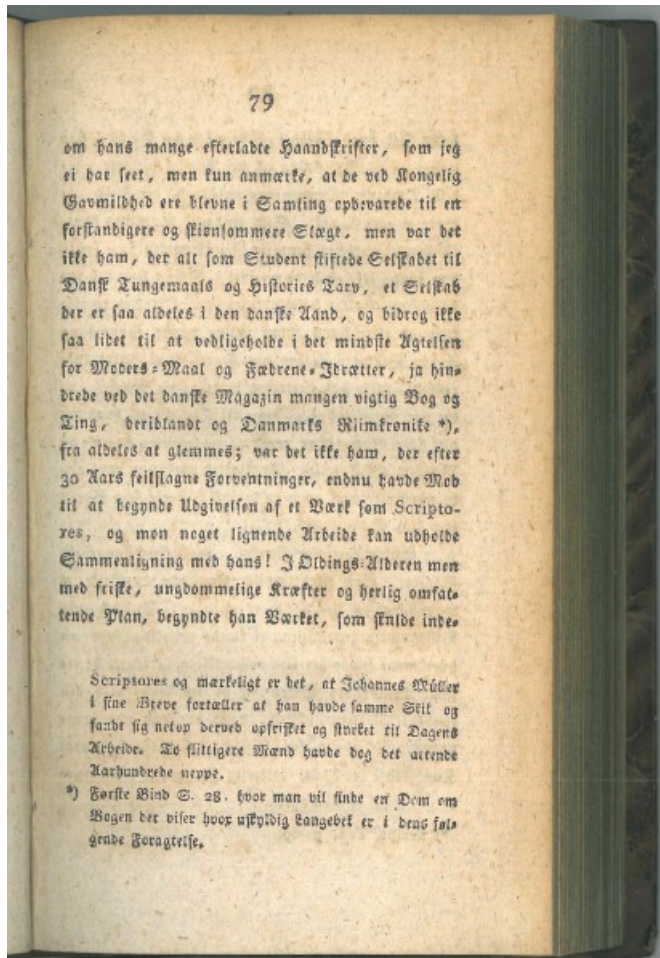 79
om hans mange efterladte Haandskrifter, som jeg
ei har seet, men kun anmærke, at de ved Kongelig
Gavmildhed ere blevne i Samling opbevarede til en
forstandigere og skiønsommere Slægt, men var det
ikke ham, der alt som Student stiftede Selskabet til
Dansk Tungemaals og Histories Tarv, et Selskab
der er saa aldeles i den danske Aand, og bidrog ikke
saa lidet til at vedligeholde i det mindste Agtelsen
for Moders-Maal og Fædrene-Idrætter, ja hin-
drede ved det danske Magazin mangen vigtig Bog og
Ting, deriblandt og Danmarks Riimkrønike *),
fra aldeles at glemmes; var det ikke ham, der efter
30 Aars feilslagne Forventninger, endnu havde Mod
til at begynde Udgivelsen af et Værk som Scripto-
res, og mon noget lignende Arbeide kan udholde
Sammenligning med hans! I Oldings-Alderen men
med friske, ungdommelige Kræfter og herlig omfat-
tende Plan, begyndte han Værket, som skulde inde-
Scriptores og mærkeligt er det, at Johannes Müller
i sine Breve fortæller at han havde samme Skik og
fandt sig netop derved opfrisket og styrket til Dagens
Arbeide. To flittigere Mænd havde dog det attende
Aarhundrede neppe.
*) Første Bind S. 28. hvor man vil finde en Dom om
Bogen der viser hvor uskyldig Langebek er i dens føl-
gende Foragtelse.